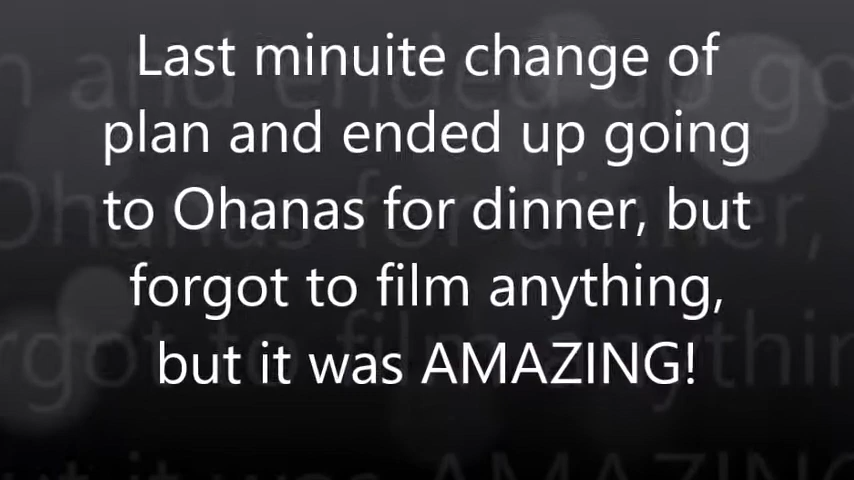 Last minuite change of
plan and ended up going
to Ohanas for dinner, but
forgot to film anything,
but it was AMAZING!